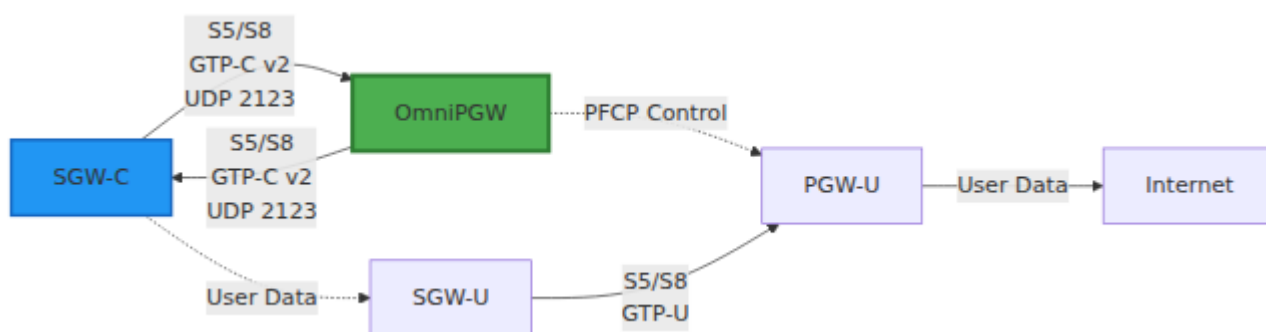 S5/S8
GTP-C v2
UDP 2123
OmniPGW
PFCP Control
S5/S8
GTP-C v2
UDP 2123
SGW-C
PGW-U
User Data
Internet
User Data
SGW-U
S5/S8
GTP-U